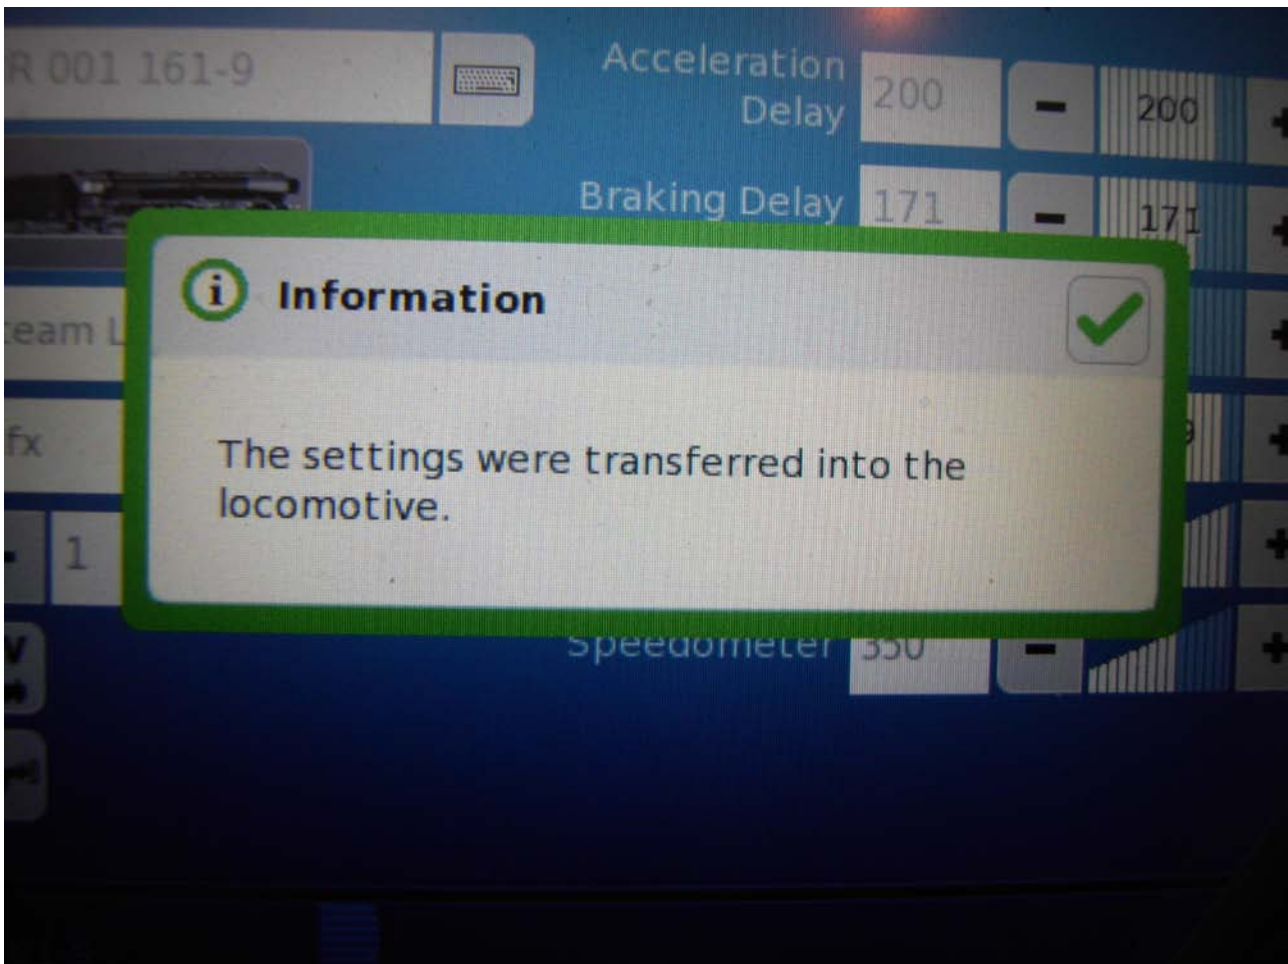 R 001 161-9
Acceleration
Delay
200
-
200
+
Braking Delay
171
-
171
+
i
Information
team L
fx
The settings were transferred into the
locomotive.
-
1
V
Speedometer
350
-
+